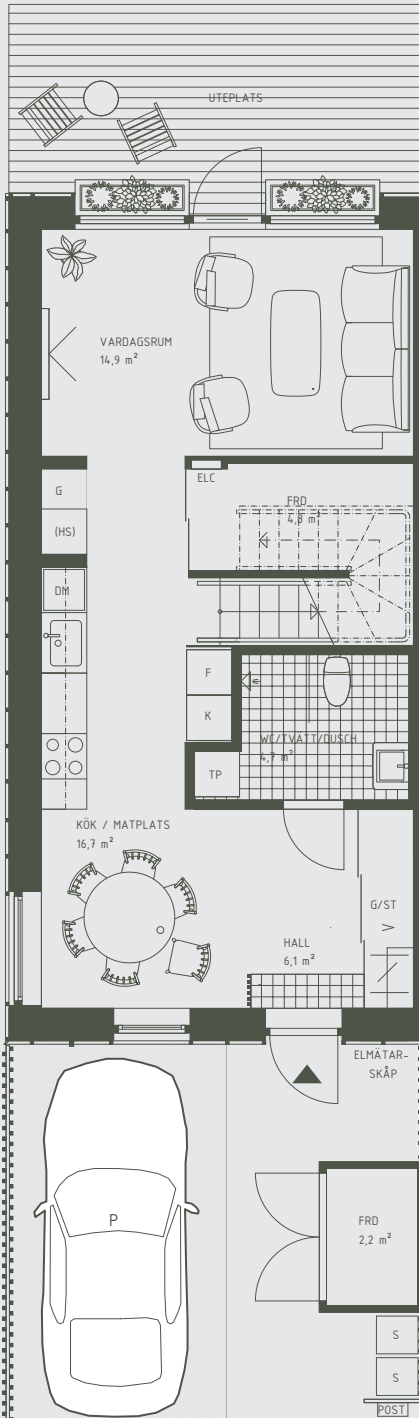 UTEPLATS
VARDAGSRUM
14,9 m²
ELC
G
FRD
4,8 m²
(HS)
DM
F
K
WC/TVÄTT/DUSCH
4,7 m²
TP
KÖK / MATPLATS
16,7 m²
G/ST
HALL
6,1 m²
ELMÄTAR-
SKÅP
P
FRD
2,2 m²
S
S
POST